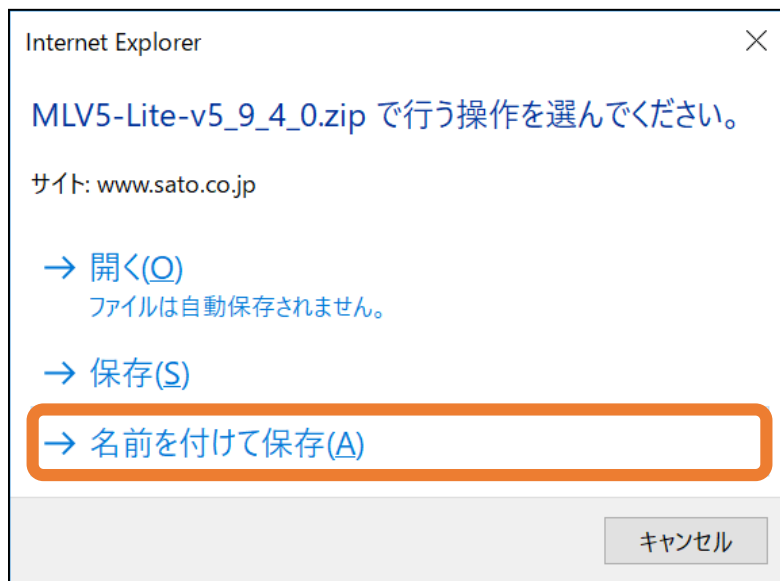 Internet Explorer
MLV5-Lite-v5_9_4_0.zip で行う操作を選んでください。
サイト: www.sato.co.jp
→ 開く(O)
ファイルは自動保存されません。
→ 保存(S)
→ 名前を付けて保存(A)
キャンセル